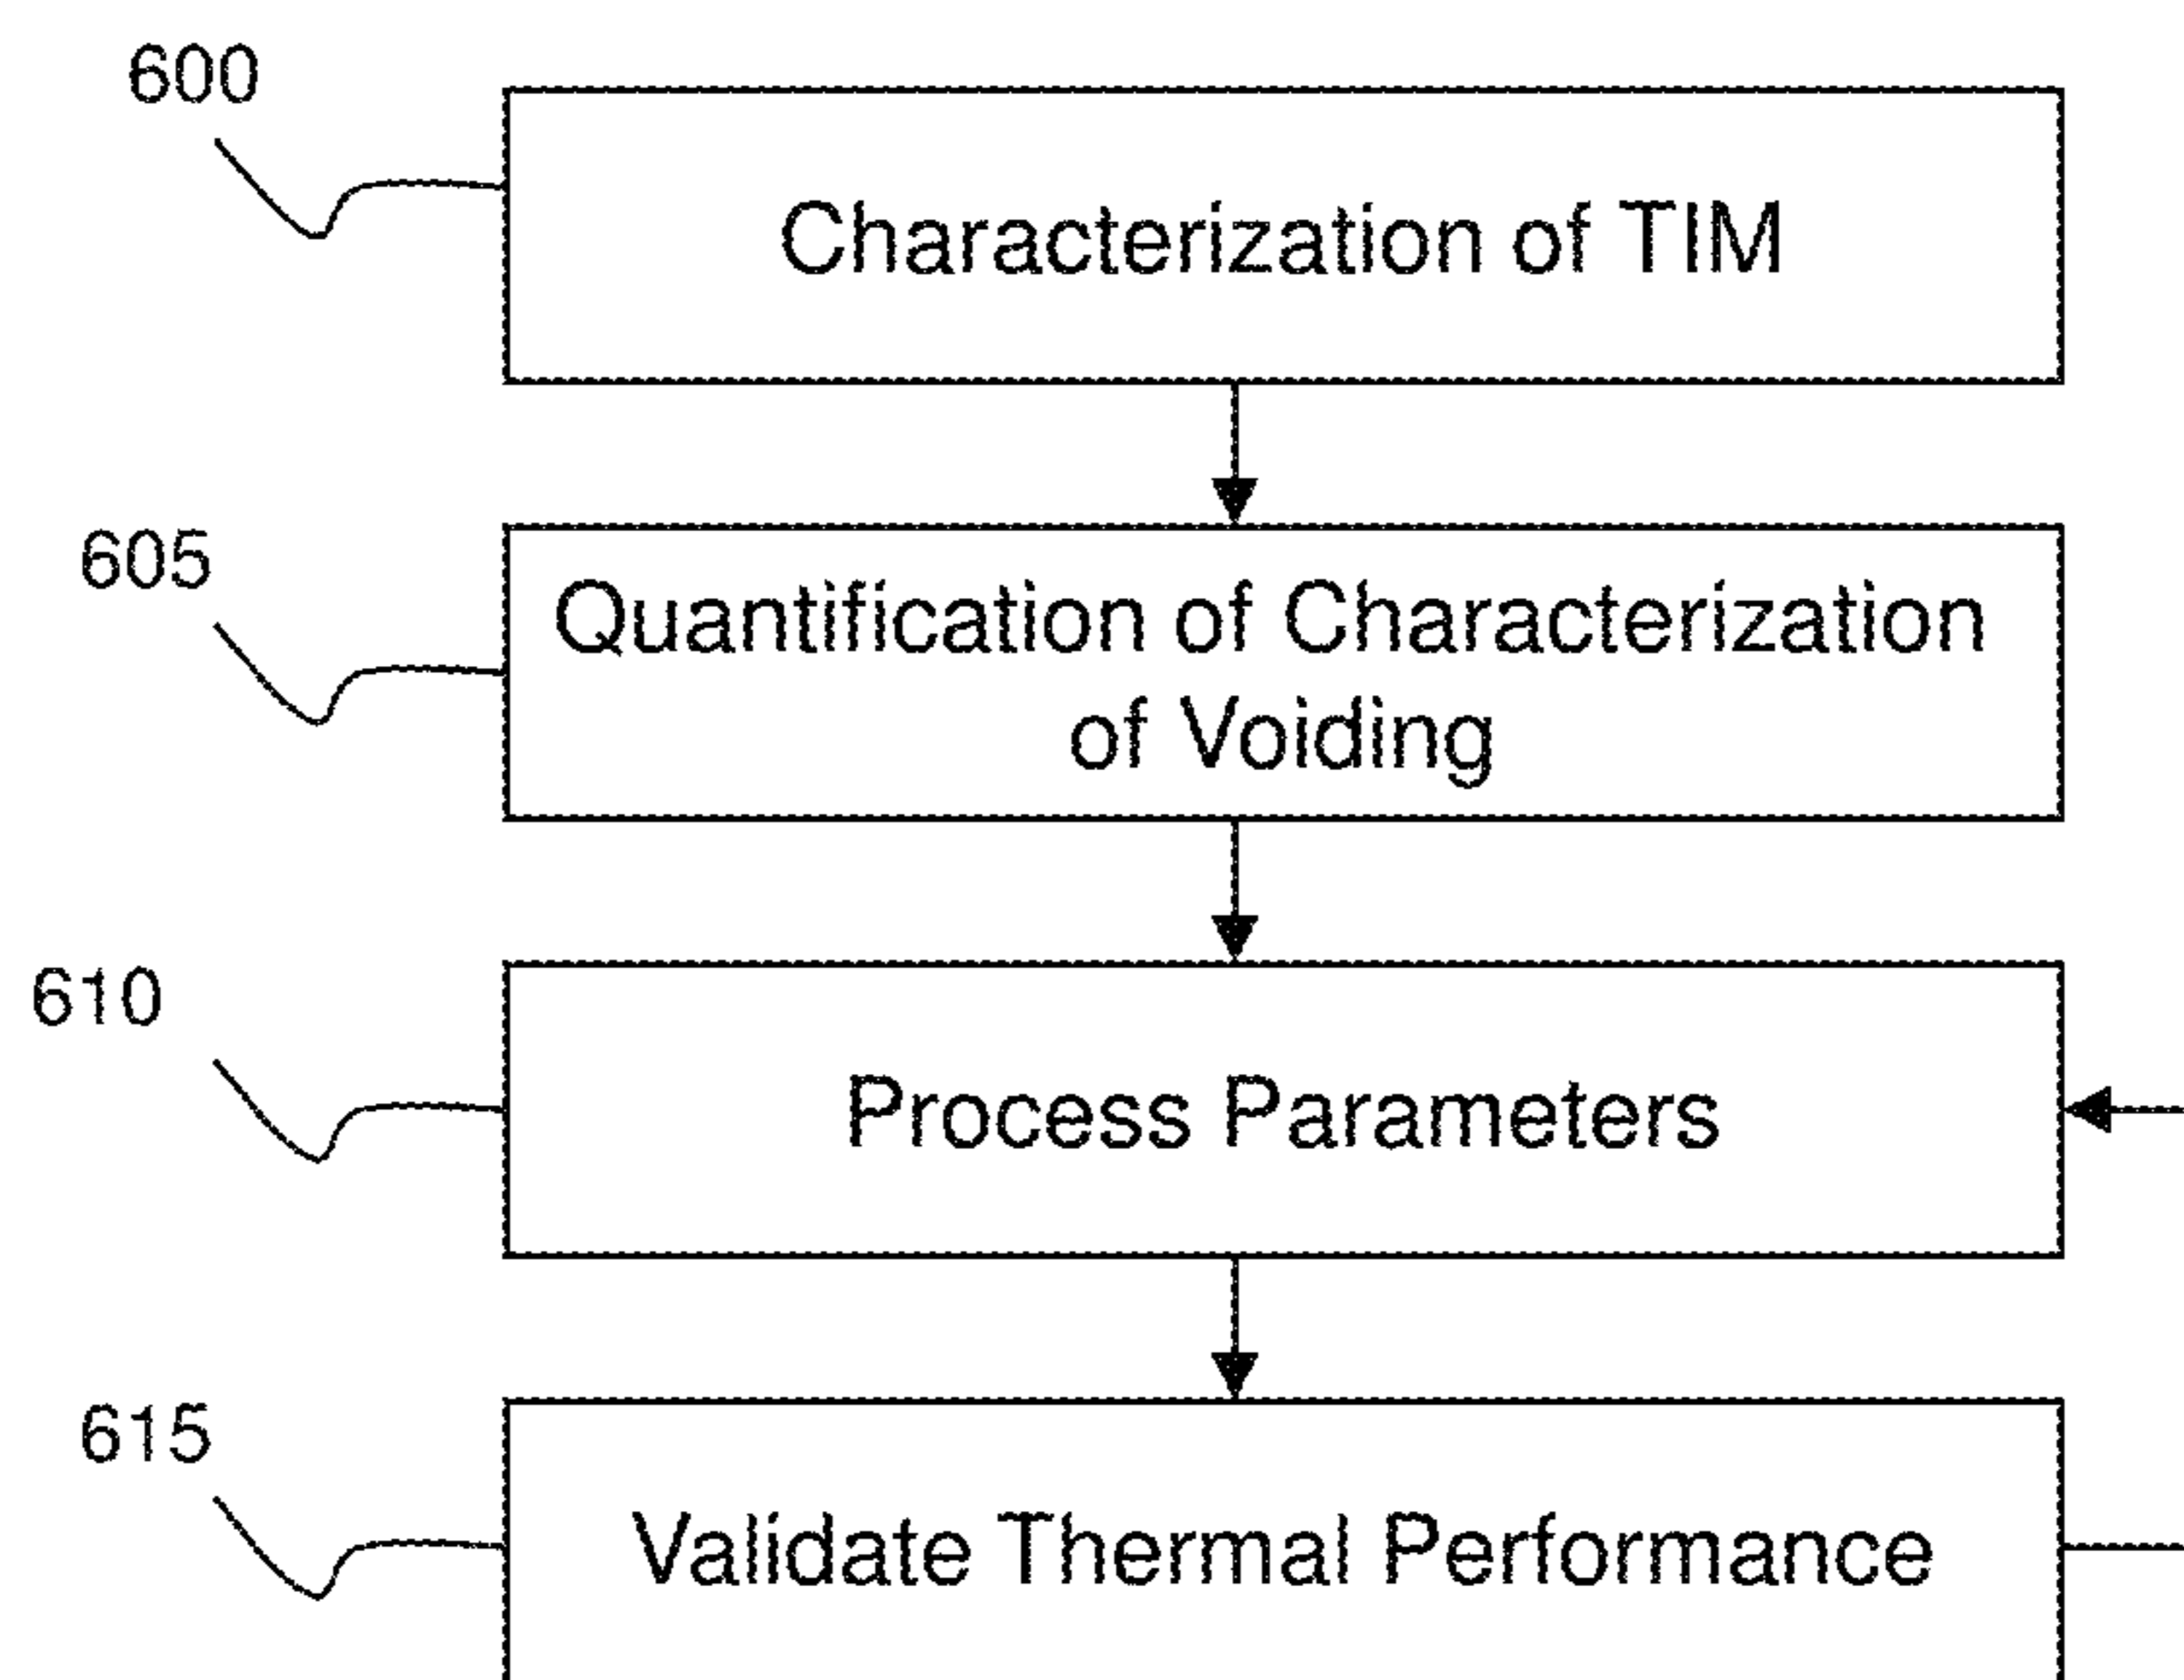 600
Characterization of TIM
605
Quantification of Characterization
of Voiding
610
Process Parameters
615
Validate Thermal Performance